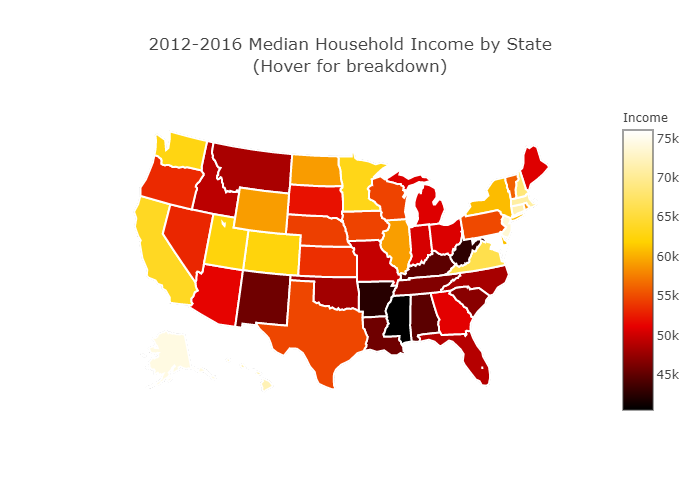 2012-2016 Median Household Income by State
(Hover for breakdown)
Income
75k
70k
65k
60k
55k
50k
45k